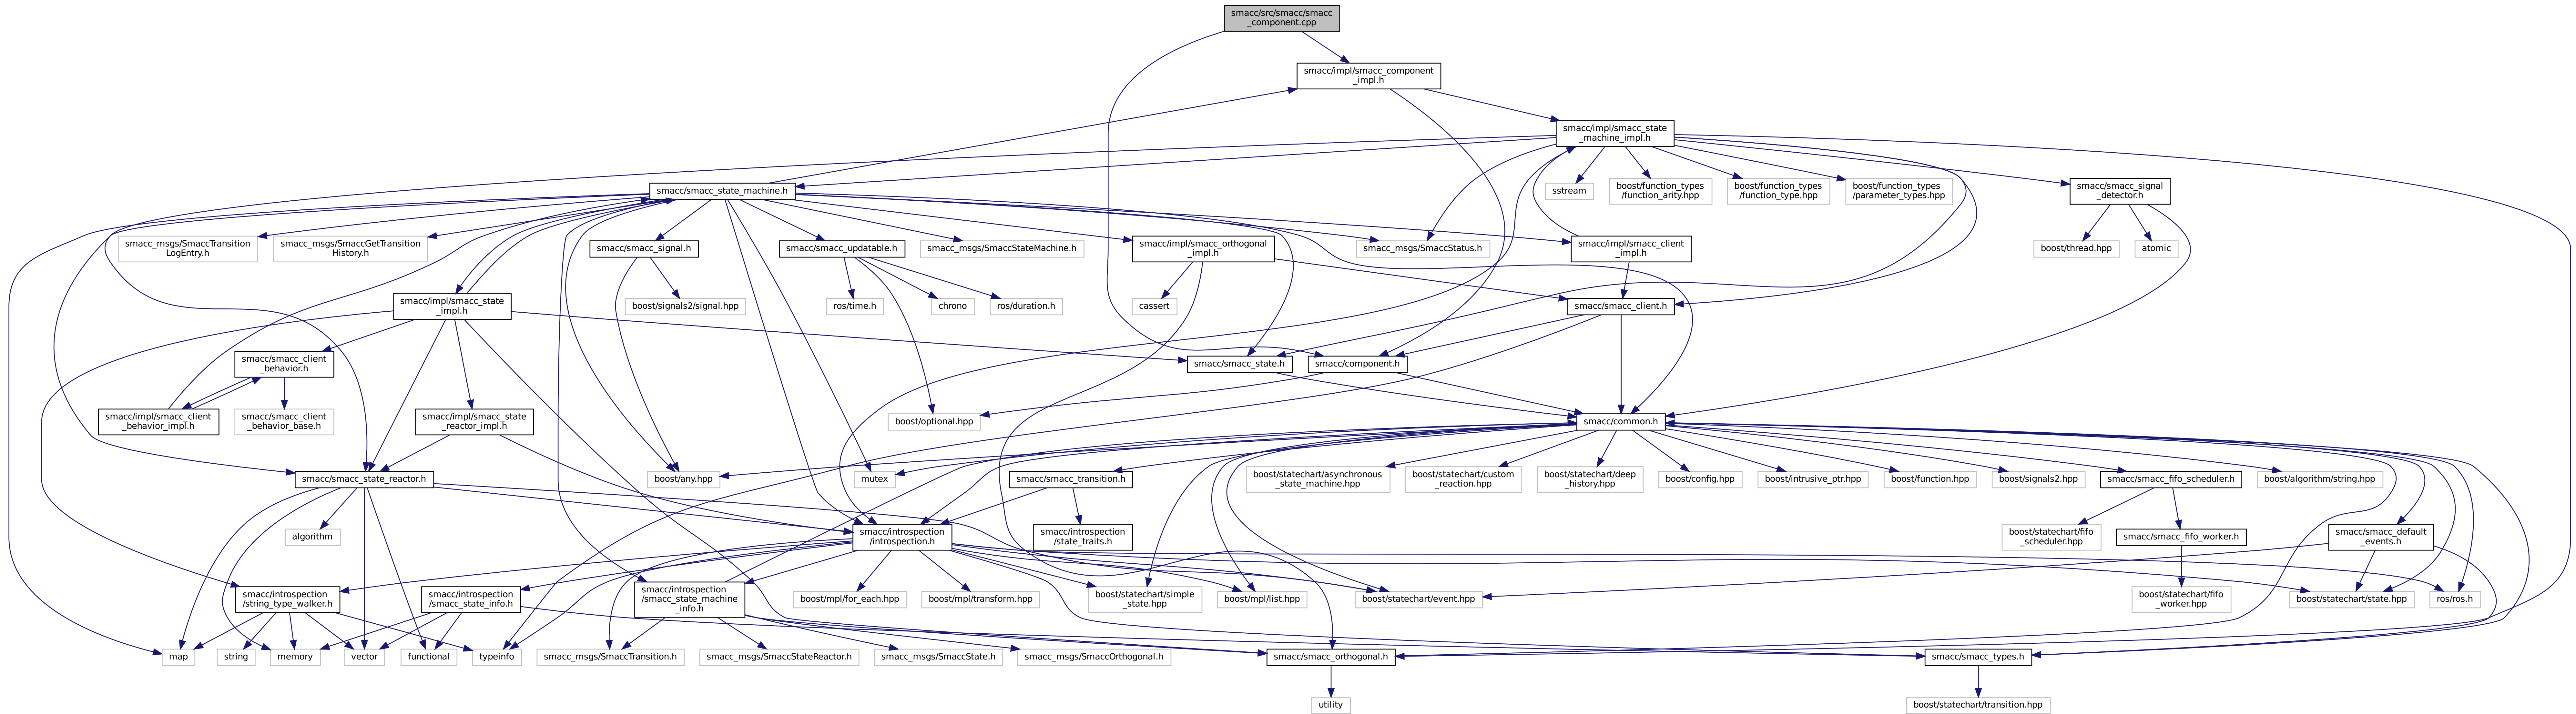 smacc/src/smacc/smacc
_component.cpp
smacc/impl/smacc_component
_impl.h
smacc/impl/smacc_state
_machine_impl.h
smacc/smacc_state_machine.h
sstream
boost/function_types
/function_arity.hpp
boost/function_types
/function_type.hpp
boost/function_types
/parameter_types.hpp
smacc/smacc_signal
_detector.h
smacc_msgs/SmaccTransition
LogEntry.h
smacc_msgs/SmaccGetTransition
History.h
smacc/smacc_signal.h
smacc/smacc_updatable.h
smacc_msgs/SmaccStateMachine.h
smacc/impl/smacc_orthogonal
_impl.h
smacc_msgs/SmaccStatus.h
smacc/impl/smacc_client
_impl.h
boost/thread.hpp
atomic
smacc/impl/smacc_state
_impl.h
boost/signals2/signal.hpp
ros/time.h
chrono
ros/duration.h
cassert
smacc/smacc_client.h
smacc/smacc_client
_behavior.h
smacc/smacc_state.h
smacc/component.h
smacc/impl/smacc_client
_behavior_impl.h
smacc/smacc_client
_behavior_base.h
smacc/impl/smacc_state
_reactor_impl.h
boost/optional.hpp
smacc/common.h
smacc/smacc_state_reactor.h
boost/any.hpp
mutex
smacc/smacc_transition.h
boost/statechart/asynchronous
_state_machine.hpp
boost/statechart/custom
_reaction.hpp
boost/statechart/deep
_history.hpp
boost/config.hpp
boost/intrusive_ptr.hpp
boost/function.hpp
boost/signals2.hpp
smacc/smacc_fifo_scheduler.h
boost/algorithm/string.hpp
algorithm
smacc/introspection
/introspection.h
smacc/introspection
/state_traits.h
boost/statechart/fifo
_scheduler.hpp
smacc/smacc_fifo_worker.h
smacc/smacc_default
_events.h
smacc/introspection
/string_type_walker.h
smacc/introspection
/smacc_state_info.h
smacc/introspection
/smacc_state_machine
_info.h
boost/mpl/for_each.hpp
boost/mpl/transform.hpp
boost/statechart/simple
_state.hpp
boost/mpl/list.hpp
boost/statechart/event.hpp
boost/statechart/fifo
_worker.hpp
boost/statechart/state.hpp
ros/ros.h
map
string
memory
vector
functional
typeinfo
smacc_msgs/SmaccTransition.h
smacc_msgs/SmaccStateReactor.h
smacc_msgs/SmaccState.h
smacc_msgs/SmaccOrthogonal.h
smacc/smacc_orthogonal.h
smacc/smacc_types.h
utility
boost/statechart/transition.hpp